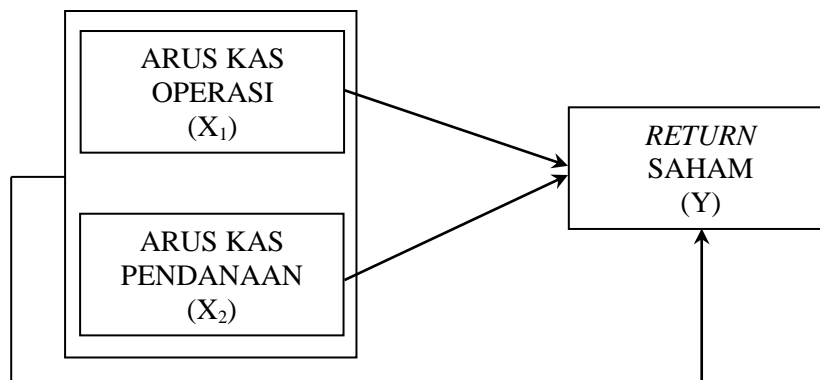 ARUS KAS
OPERASI
(X₁)
RETURN
SAHAM
(Y)
ARUS KAS
PENDANAAN
(X₂)